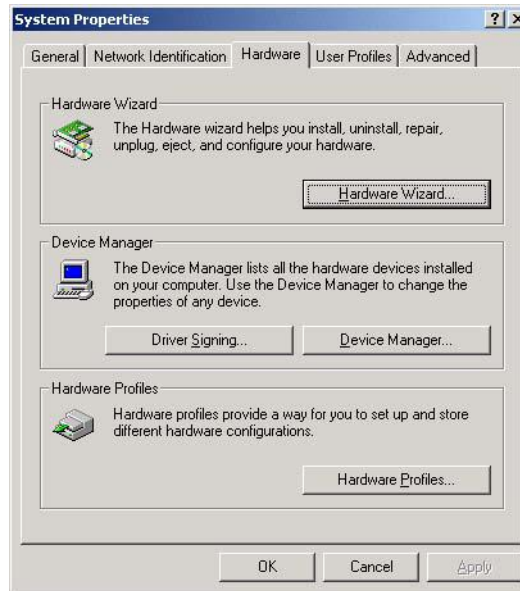 System Properties
General
Network Identification
Hardware
User Profiles
Advanced
Hardware Wizard
The Hardware wizard helps you install, uninstall, repair,
unplug, eject, and configure your hardware.
Hardware Wizard...
Device Manager
The Device Manager lists all the hardware devices installed
on your computer. Use the Device Manager to change the
properties of any device.
Driver Signing...
Device Manager...
Hardware Profiles
Hardware profiles provide a way for you to set up and store
different hardware configurations.
Hardware Profiles...
OK
Cancel
Apply